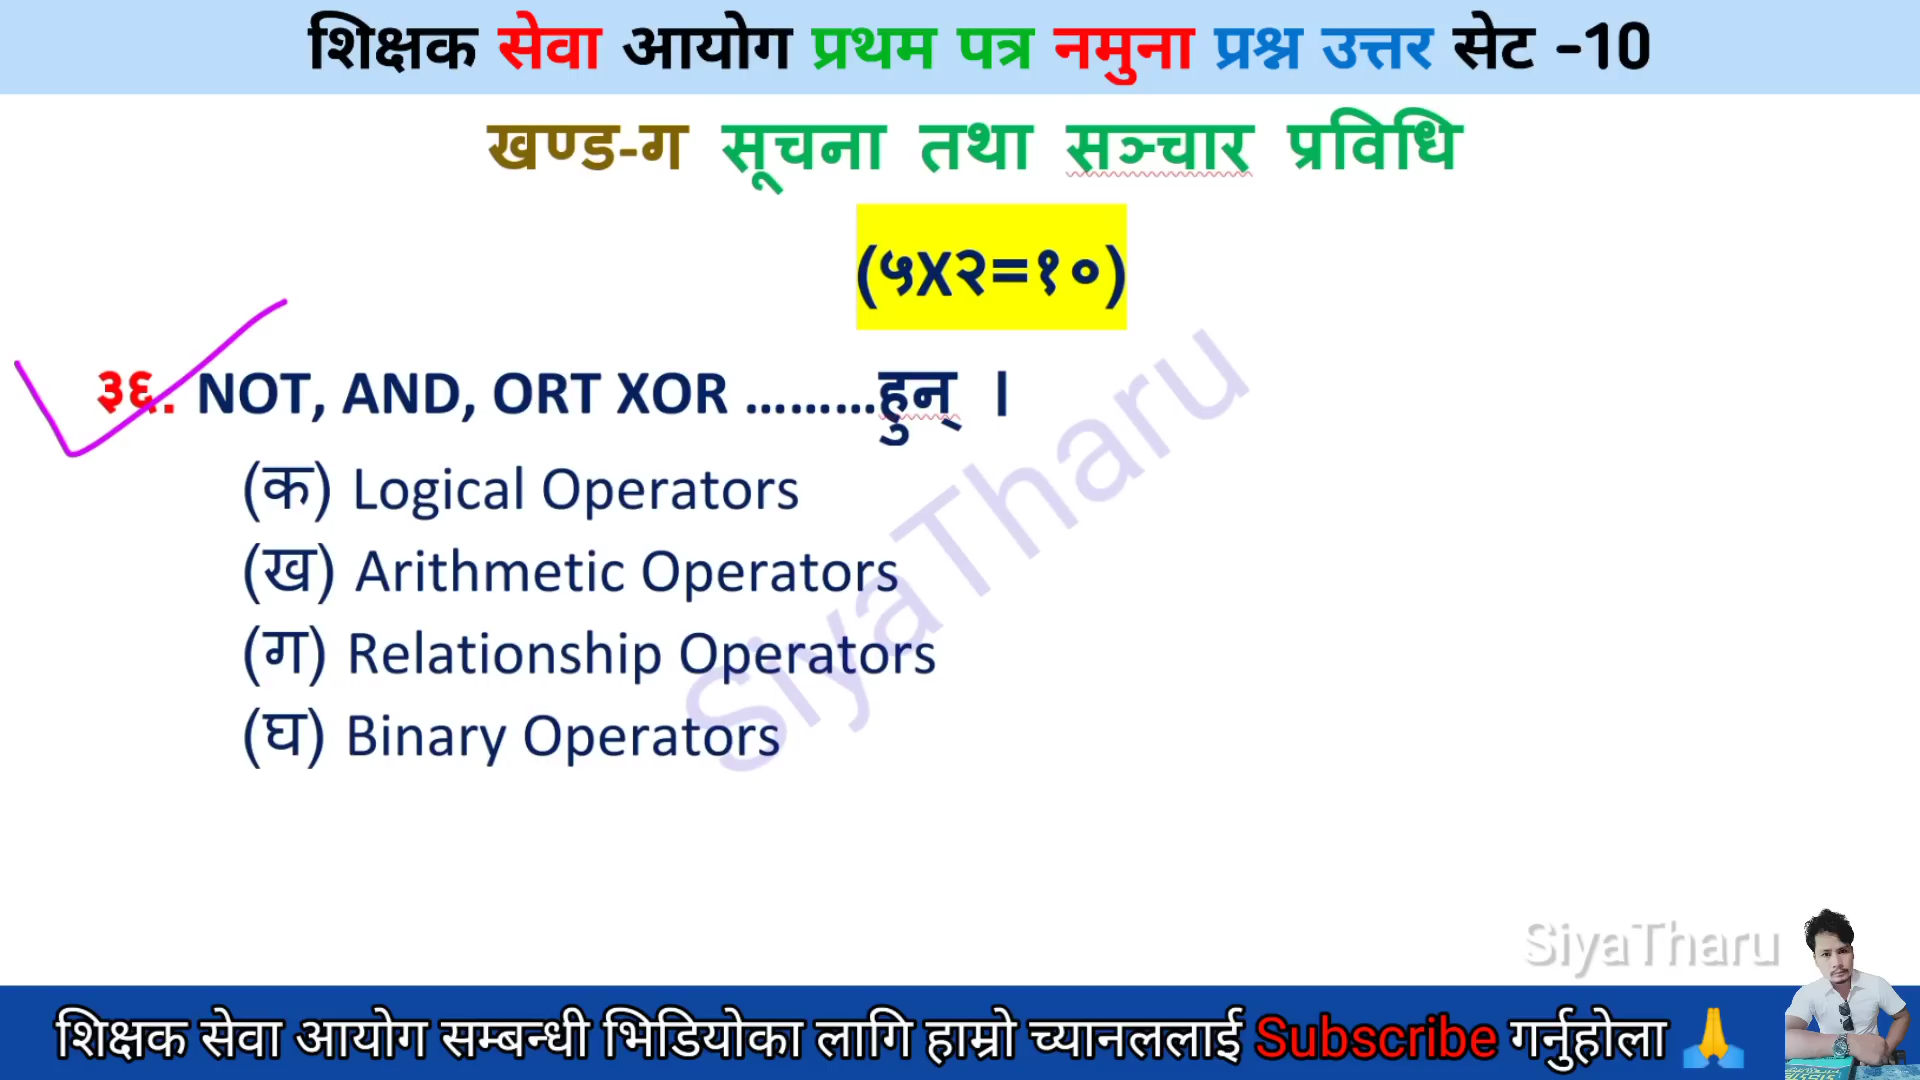 शिक्षक सेवा आयोग प्रथम पत्र नमुना प्रश्न उत्तर सेट -10
खण्ड-ग सूचना तथा सञ्चार प्रविधि
(५X२=१०)
३६. NOT, AND, ORT XOR .........हुन् ।
(क) Logical Operators
(ख) Arithmetic Operators
(ग) Relationship Operators
(घ) Binary Operators
SiyaTharu
SiyaTharu
शिक्षक सेवा आयोग सम्बन्धी भिडियोका लागि हाम्रो च्यानललाई Subscribe गर्नुहोला 🙏